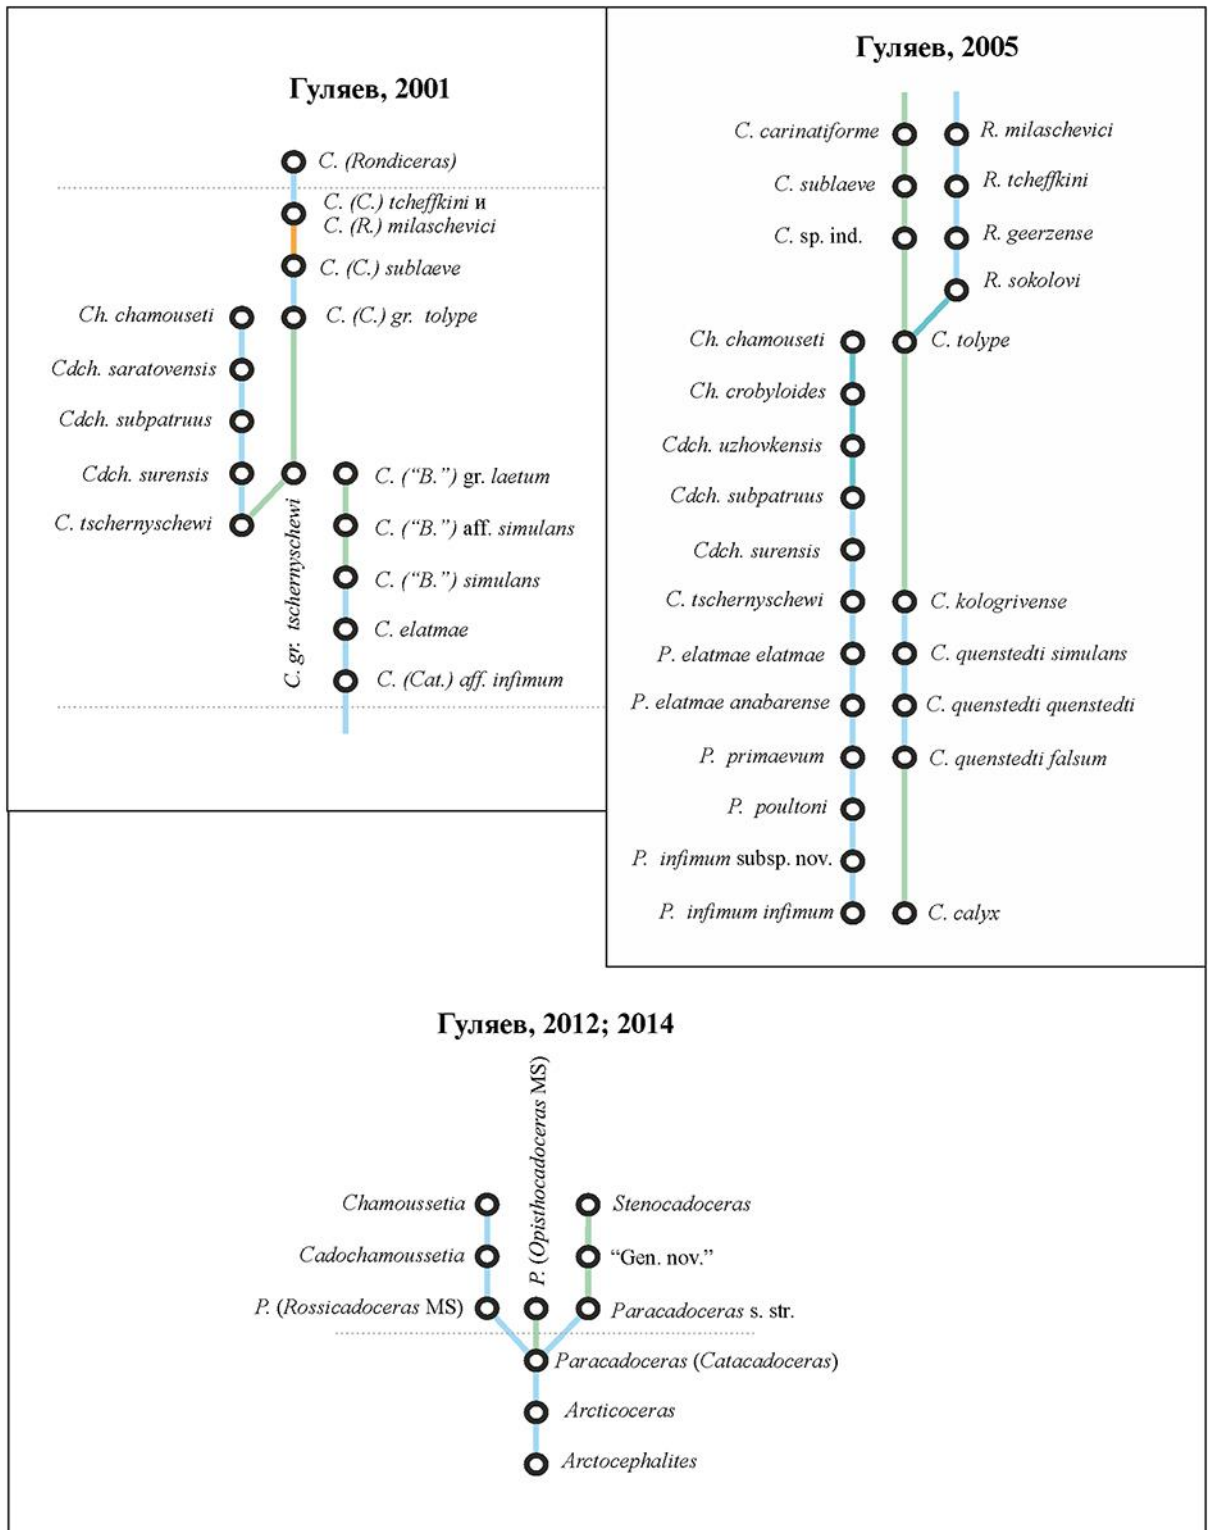 Гуляев, 2001
C. (Rondiceras)
C. (C.) tcheffkini и
C. (R.) milaschevici
C. (C.) sublaeve
Ch. chamouseti
C. (C.) gr. tolype
Cdch. saratovensis
Cdch. subpatruus
Cdch. surensis
C. (“B.”) gr. laetum
C. tschernyschewi
C. (“B.”) aff. simulans
C. gr. tschernyschewi
C. (“B.”) simulans
C. elatmae
C. (Cat.) aff. infimum
Гуляев, 2005
C. carinatiforme
R. milaschevici
C. sublaeve
R. tcheffkini
C. sp. ind.
R. geerzense
R. sokolovi
Ch. chamouseti
C. tolype
Ch. crobyloides
Cdch. uzhovkensis
Cdch. subpatruus
Cdch. surensis
C. tschernyschewi
C. kologrivense
P. elatmae elatmae
C. quenstedti simulans
P. elatmae anabarense
C. quenstedti quenstedti
P. primaevum
C. quenstedti falsum
P. poultoni
P. infimum subsp. nov.
P. infimum infimum
C. calyx
Гуляев, 2012; 2014
P. (Opisthocadoceras MS)
Chamoussetia
Stenocadoceras
Cadochamoussetia
“Gen. nov.”
P. (Rossicadoceras MS)
Paracadoceras s. str.
Paracadoceras (Catacadoceras)
Arcticoceras
Arctocephalites